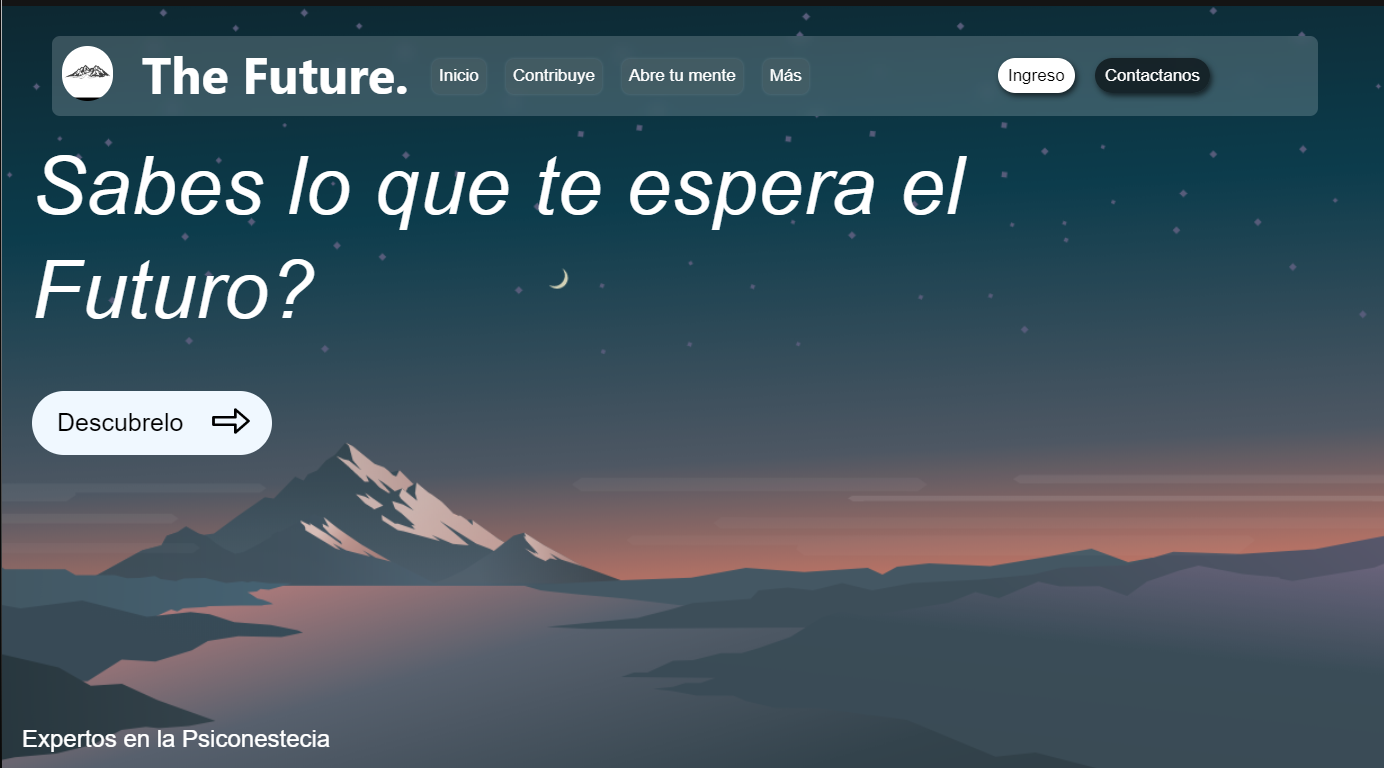 The Future. Inicio Contribuye Abre tu mente Más Ingreso Contactanos
Sabes lo que te espera el
Futuro?
Descubrelo
Expertos en la Psiconestecia